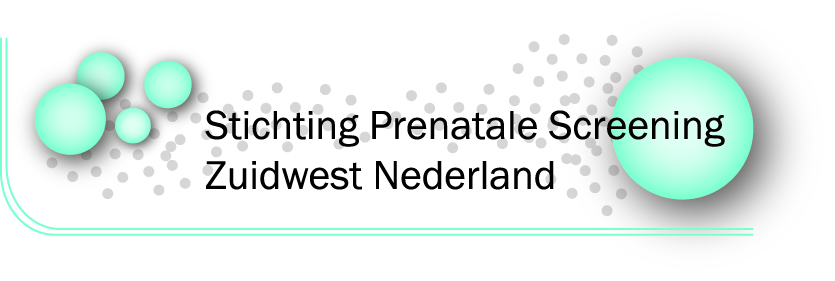 Stichting Prenatale Screening
Zuidwest Nederland